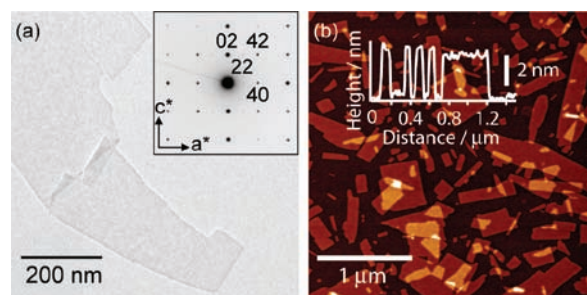 (a)
02 42
22
40
c*
a*
200 nm
(b)
Height / nm
2 nm
0 0.4 0.8 1.2
Distance / μm
1 μm